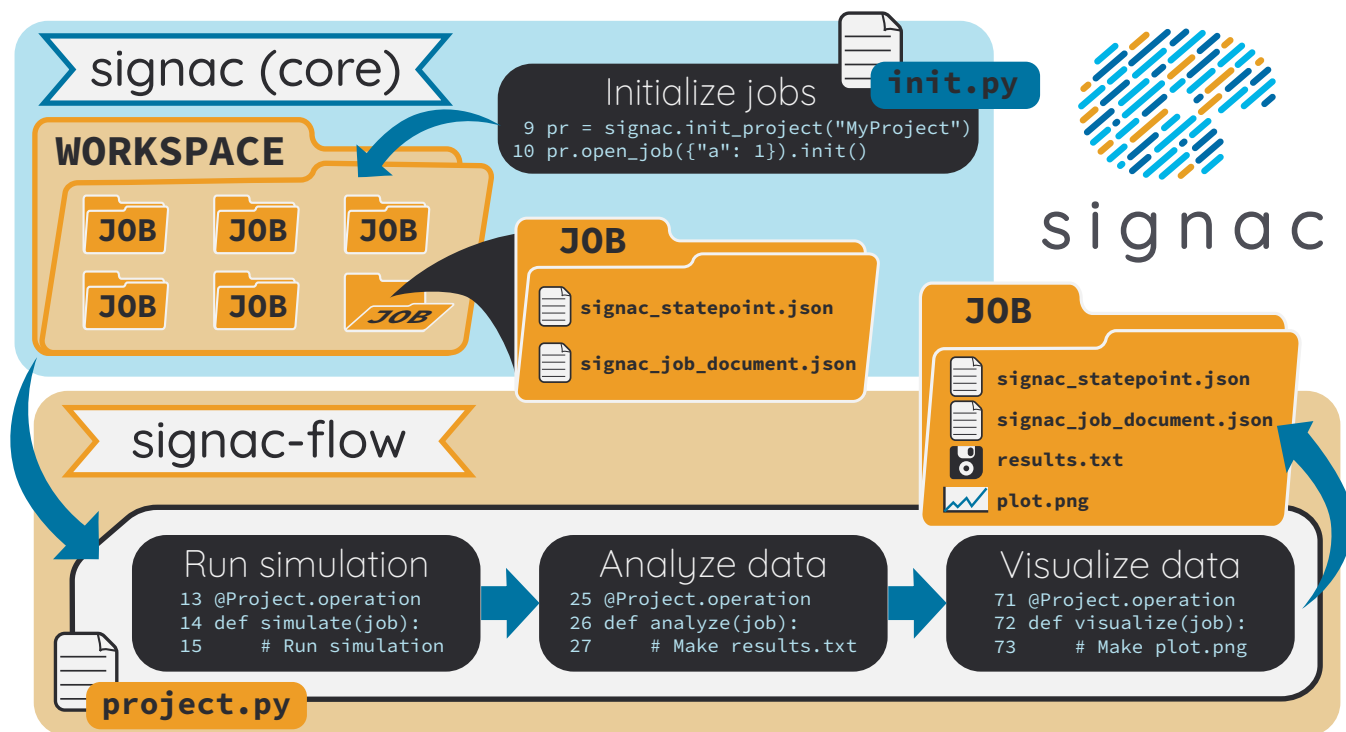 signac (core)
Initialize jobs
init.py
9 pr = signac.init_project("MyProject")
10 pr.open_job({"a": 1}).init()
signac
WORKSPACE
JOB
JOB
JOB
JOB
JOB
JOB
JOB
signac_statepoint.json
signac_job_document.json
JOB
signac_statepoint.json
signac_job_document.json
results.txt
plot.png
signac-flow
Run simulation
13 @Project.operation
14 def simulate(job):
15     # Run simulation
Analyze data
25 @Project.operation
26 def analyze(job):
27     # Make results.txt
Visualize data
71 @Project.operation
72 def visualize(job):
73     # Make plot.png
project.py